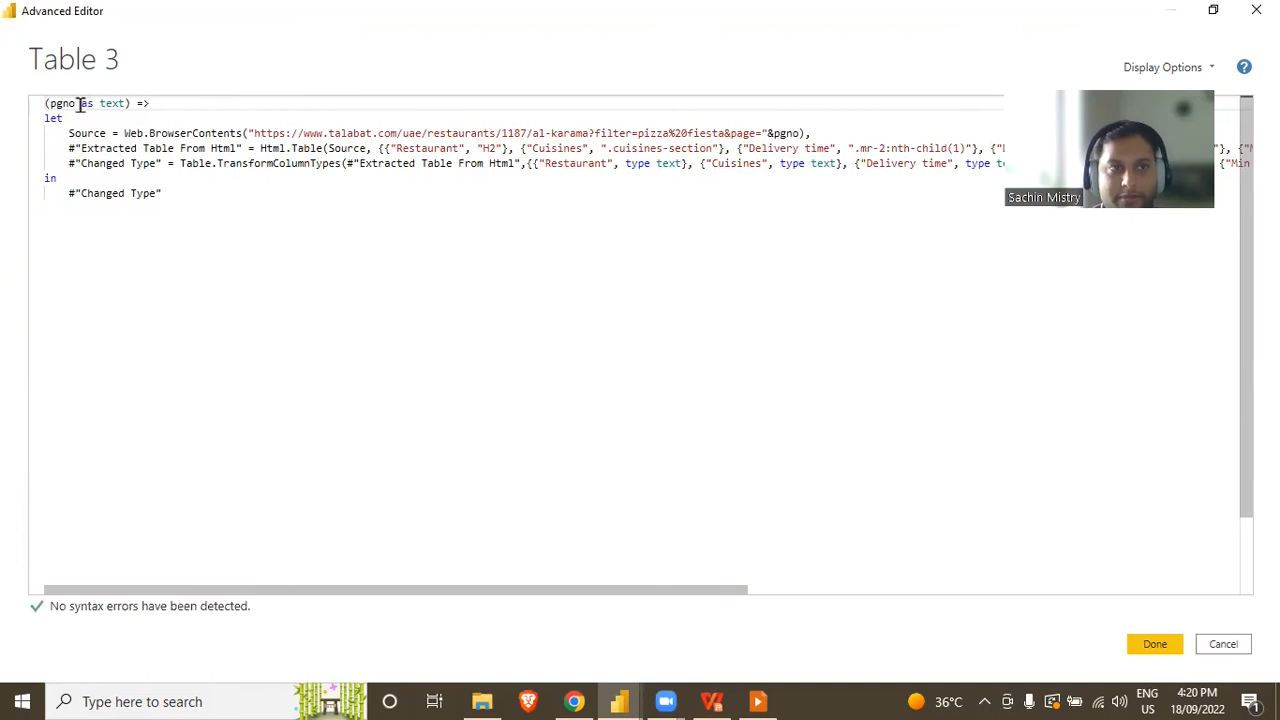 Advanced Editor
Table 3
Display Options
(pgno as text) =>
let
Source = Web.BrowserContents("https://www.talabat.com/uae/restaurants/1187/al-karama?filter=pizza%20fiesta&page="&pgno),
#"Extracted Table From Html" = Html.Table(Source, {{"Restaurant", "H2"}, {"Cuisines", ".cuisines-section"}, {"Delivery time", ".mr-2:nth-child(1)"}, {"
#"Changed Type" = Table.TransformColumnTypes(#"Extracted Table From Html",{{"Restaurant", type text}, {"Cuisines", type text}, {"Delivery time", type te {"Min
in
#"Changed Type"
Sachin Mistry
No syntax errors have been detected.
Done
Cancel
Type here to search
36°C
ENG
US
4:20 PM
18/09/2022
1